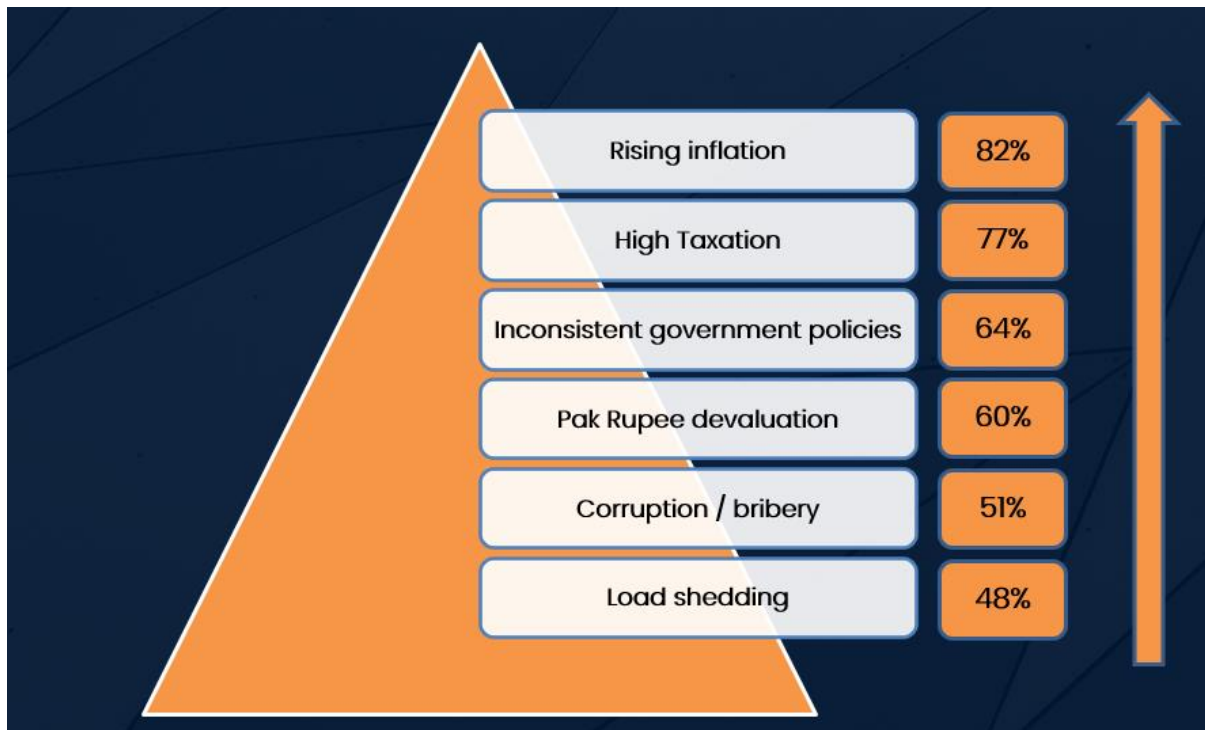 Rising inflation 82%
High Taxation 77%
Inconsistent government policies 64%
Pak Rupee devaluation 60%
Corruption / bribery 51%
Load shedding 48%